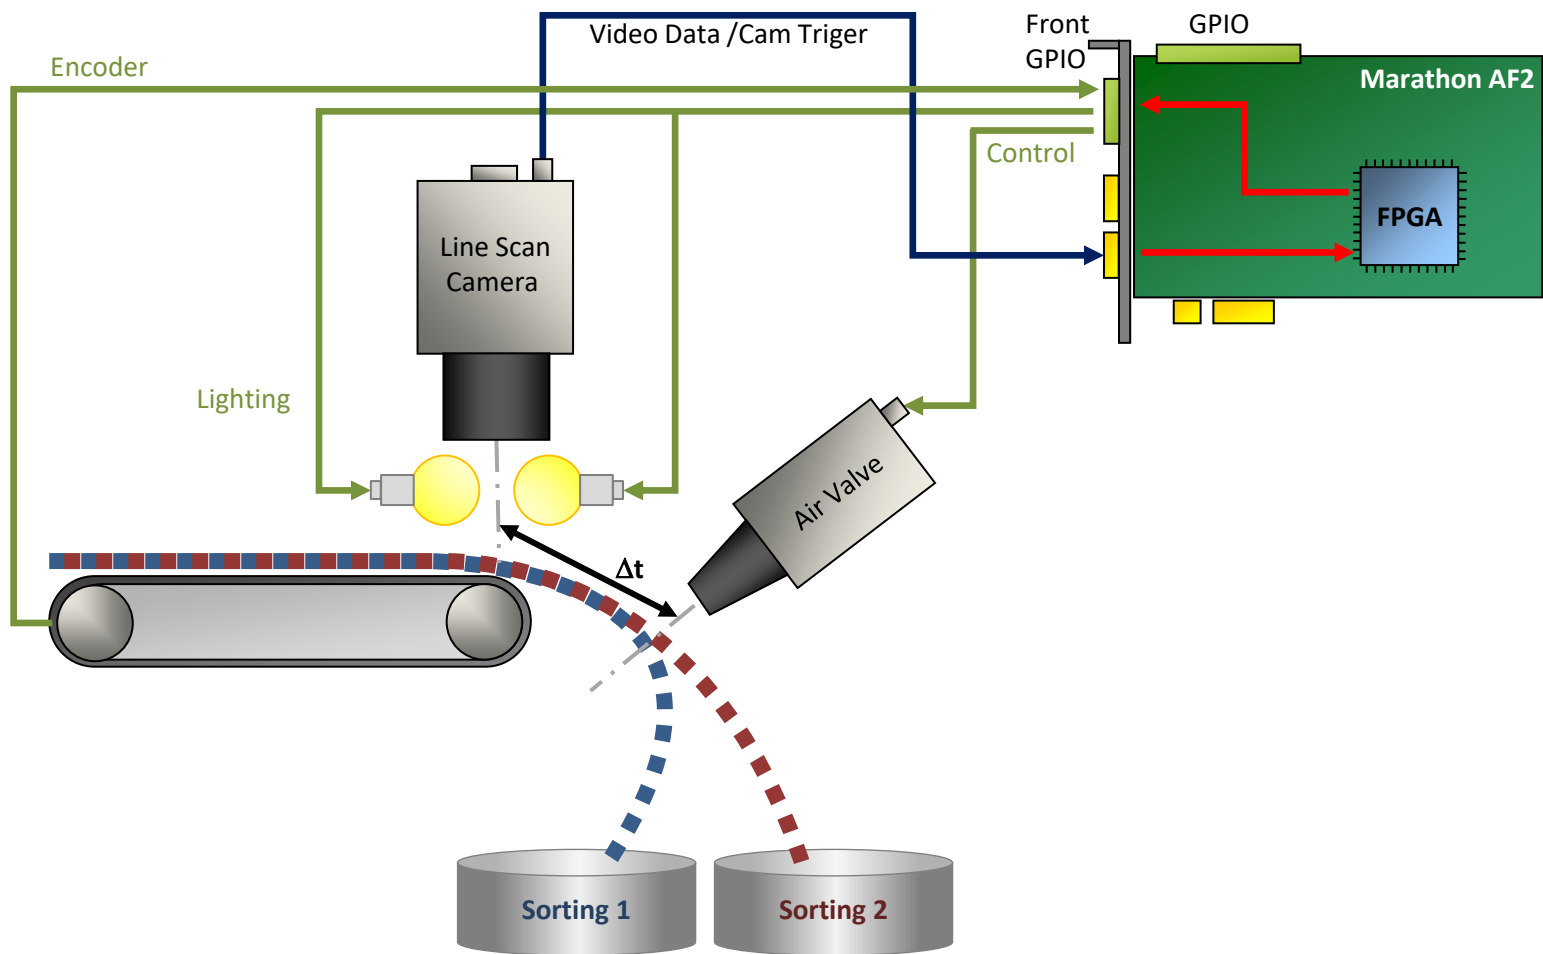 Video Data /Cam Triger
Front
GPIO
GPIO
Marathon AF2
Encoder
Control
FPGA
Line Scan
Camera
Lighting
Air Valve
Δt
Sorting 1
Sorting 2